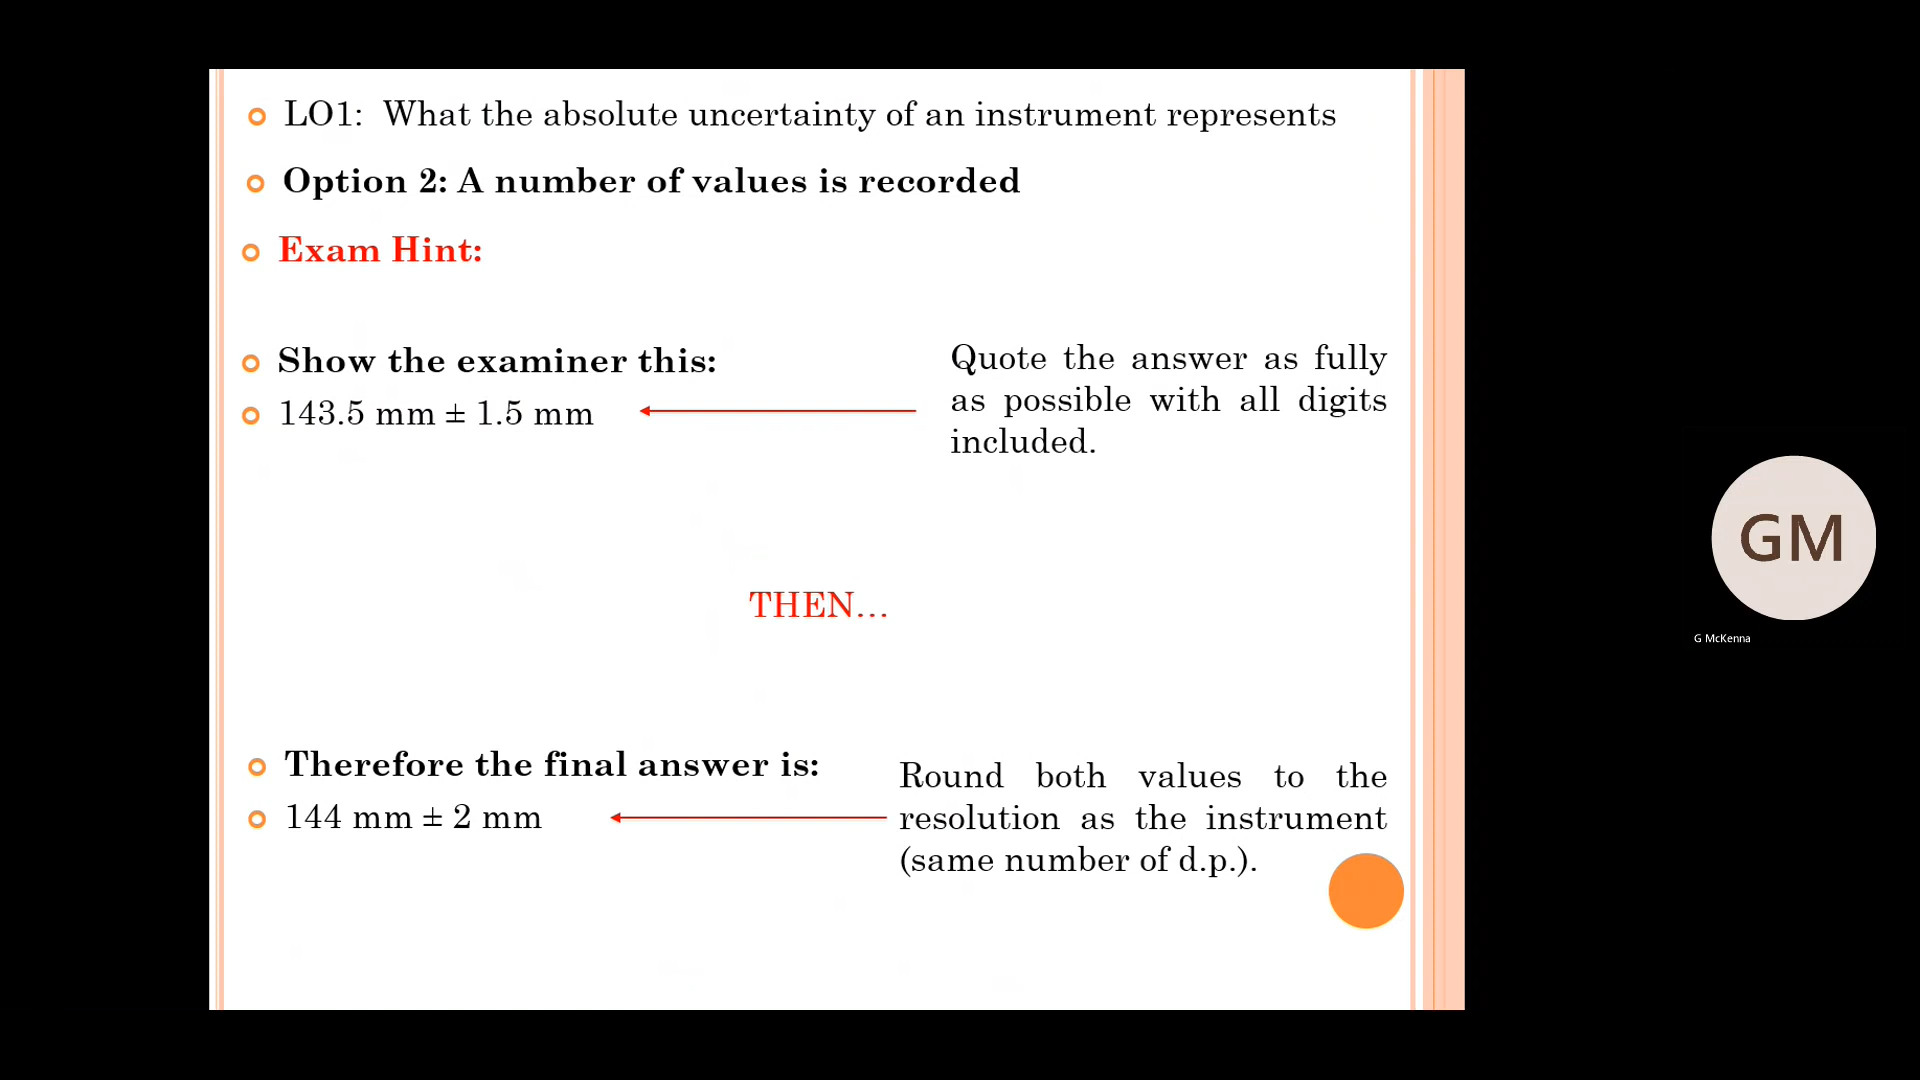 LO1: What the absolute uncertainty of an instrument represents
Option 2: A number of values is recorded
Exam Hint:
Show the examiner this:
143.5 mm ± 1.5 mm
Quote the answer as fully
as possible with all digits
included.
THEN...
Therefore the final answer is:
144 mm ± 2 mm
Round both values to the
resolution as the instrument
(same number of d.p.).
GM
G McKenna